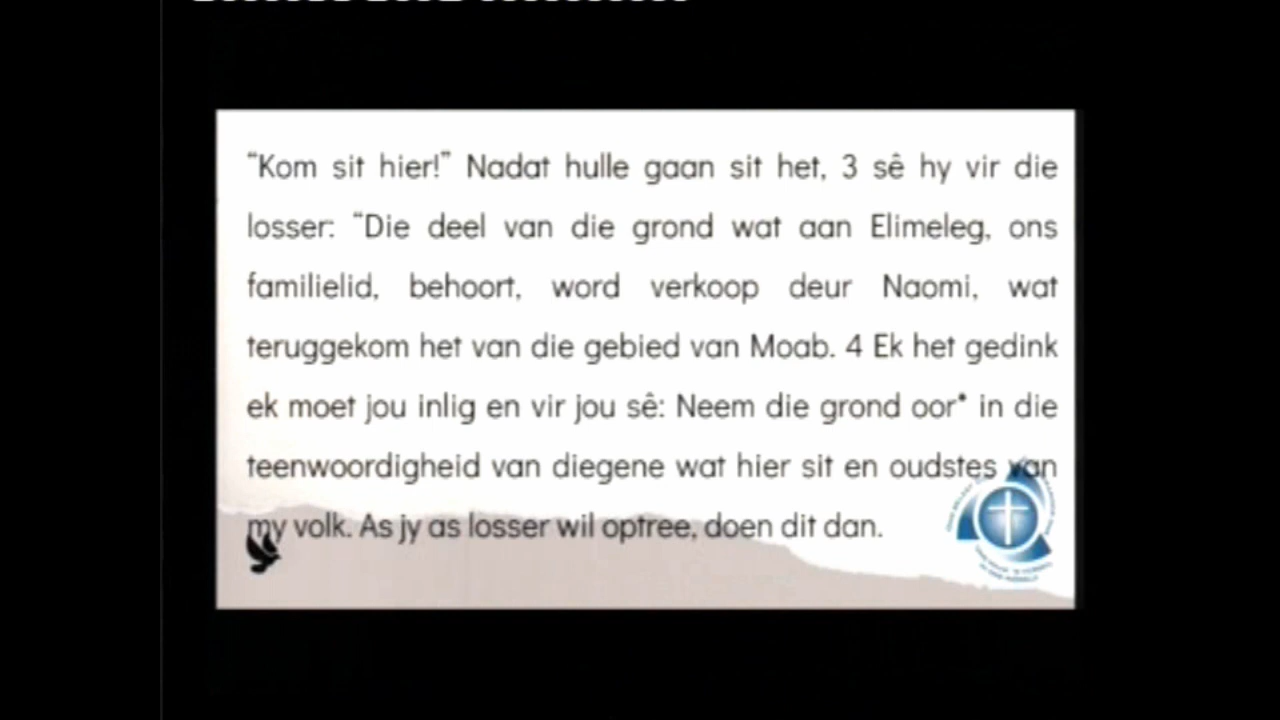 “Kom sit hier!” Nadat hulle gaan sit het, 3 sê hy vir die
losser: “Die deel van die grond wat aan Elimeleg, ons
familielid, behoort, word verkoop deur Naomi, wat
teruggekom het van die gebied van Moab. 4 Ek het gedink
ek moet jou inlig en vir jou sê: Neem die grond oor* in die
teenwoordigheid van diegene wat hier sit en oudstes van
my volk. As jy as losser wil optree, doen dit dan.